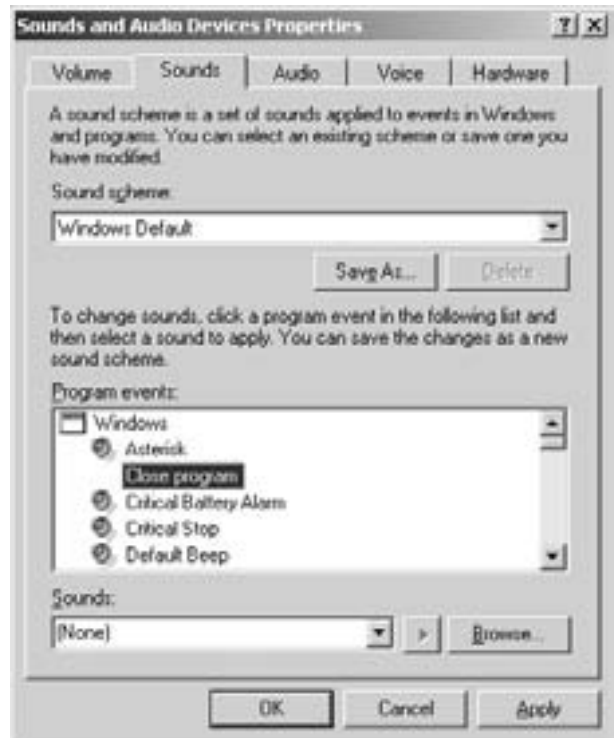 Sounds and Audio Devices Properties
Volume Sounds Audio Voice Hardware
A sound scheme is a set of sounds applied to events in Windows
and programs. You can select an existing scheme or save one you
have modified.
Sound scheme:
Windows Default
Save As... Delete
To change sounds, click a program event in the following list and
then select a sound to apply. You can save the changes as a new
sound scheme.
Program events:
Windows
Asterisk
Close program
Critical Battery Alarm
Critical Stop
Default Beep
Sounds:
(None)
Browse...
OK Cancel Apply